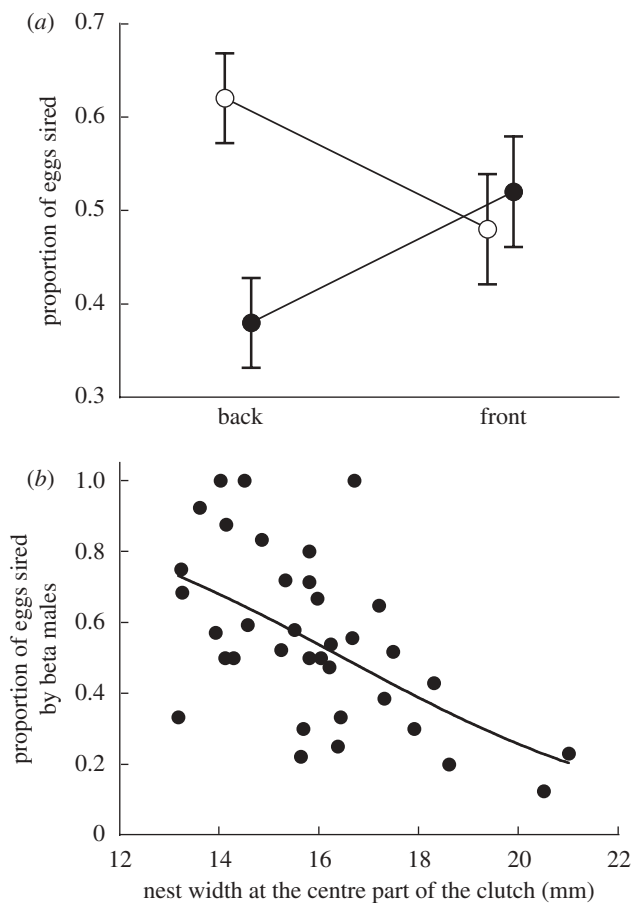 (a)
0.7
0.6
0.5
0.4
0.3
proportion of eggs sired
back front
(b)
1.0
0.8
0.6
0.4
0.2
0
proportion of eggs sired
by beta males
12 14 16 18 20 22
nest width at the centre part of the clutch (mm)